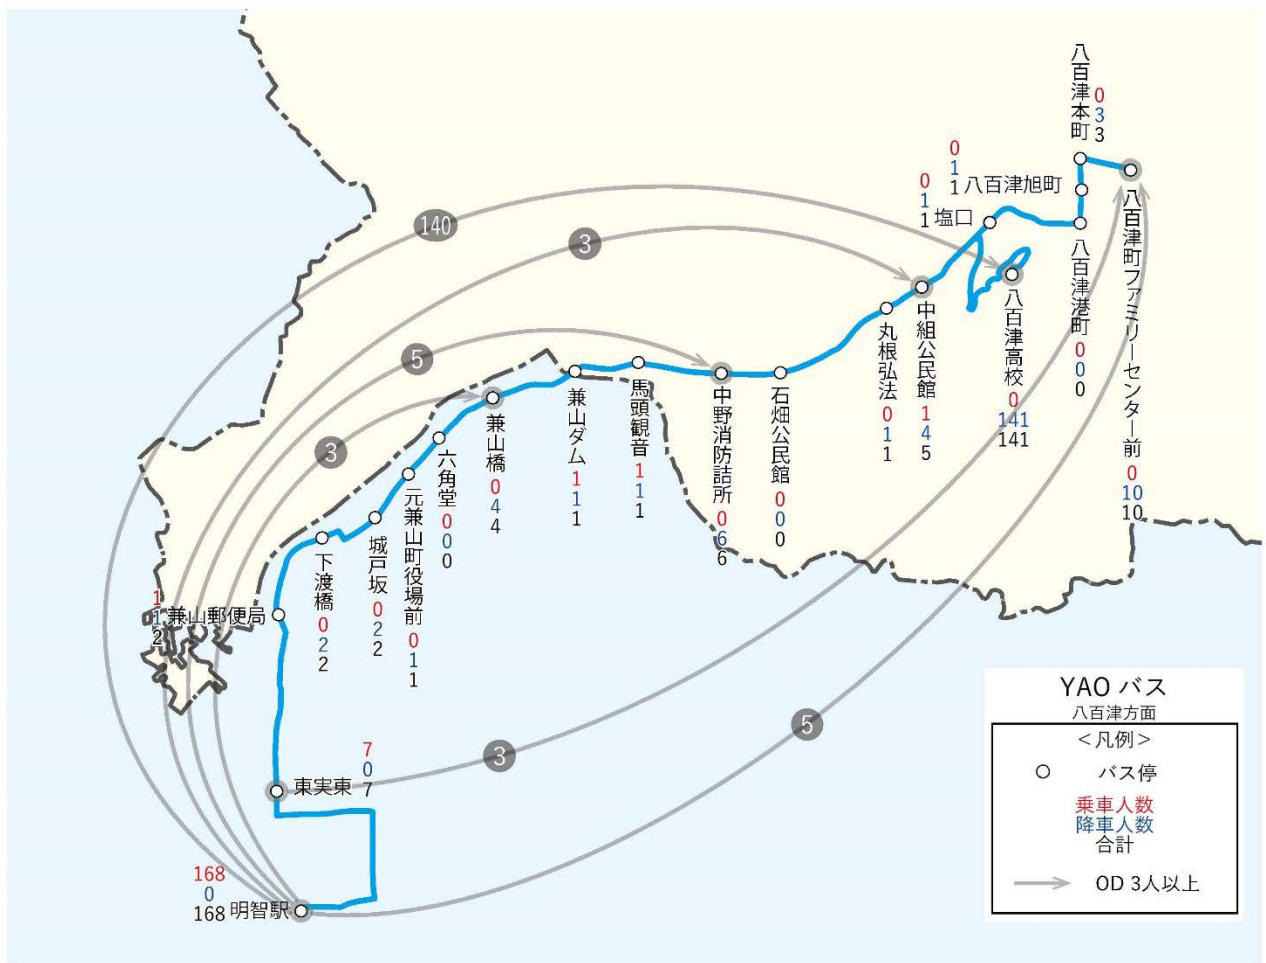 八百津本町
0
3
3
0
1
1
八百津旭町
0
1
1
塩口
八百津町ファミリーセンター前
0
10
10
八百津港町
0
0
0
八百津高校
0
141
141
中組公民館
1
4
5
丸根弘法
0
1
1
石畑公民館
0
0
0
中野消防詰所
0
6
6
馬頭観音
1
1
1
兼山ダム
1
1
1
兼山橋
0
4
4
六角堂
0
0
0
元兼山町役場前
0
1
1
城戸坂
0
2
2
下渡橋
0
2
2
1
1
2
兼山郵便局
7
0
7
東実東
168
0
168
明智駅
140
3
5
3
3
5
YAO バス
八百津方面
<凡例>
バス停
乗車人数
降車人数
合計
OD 3人以上